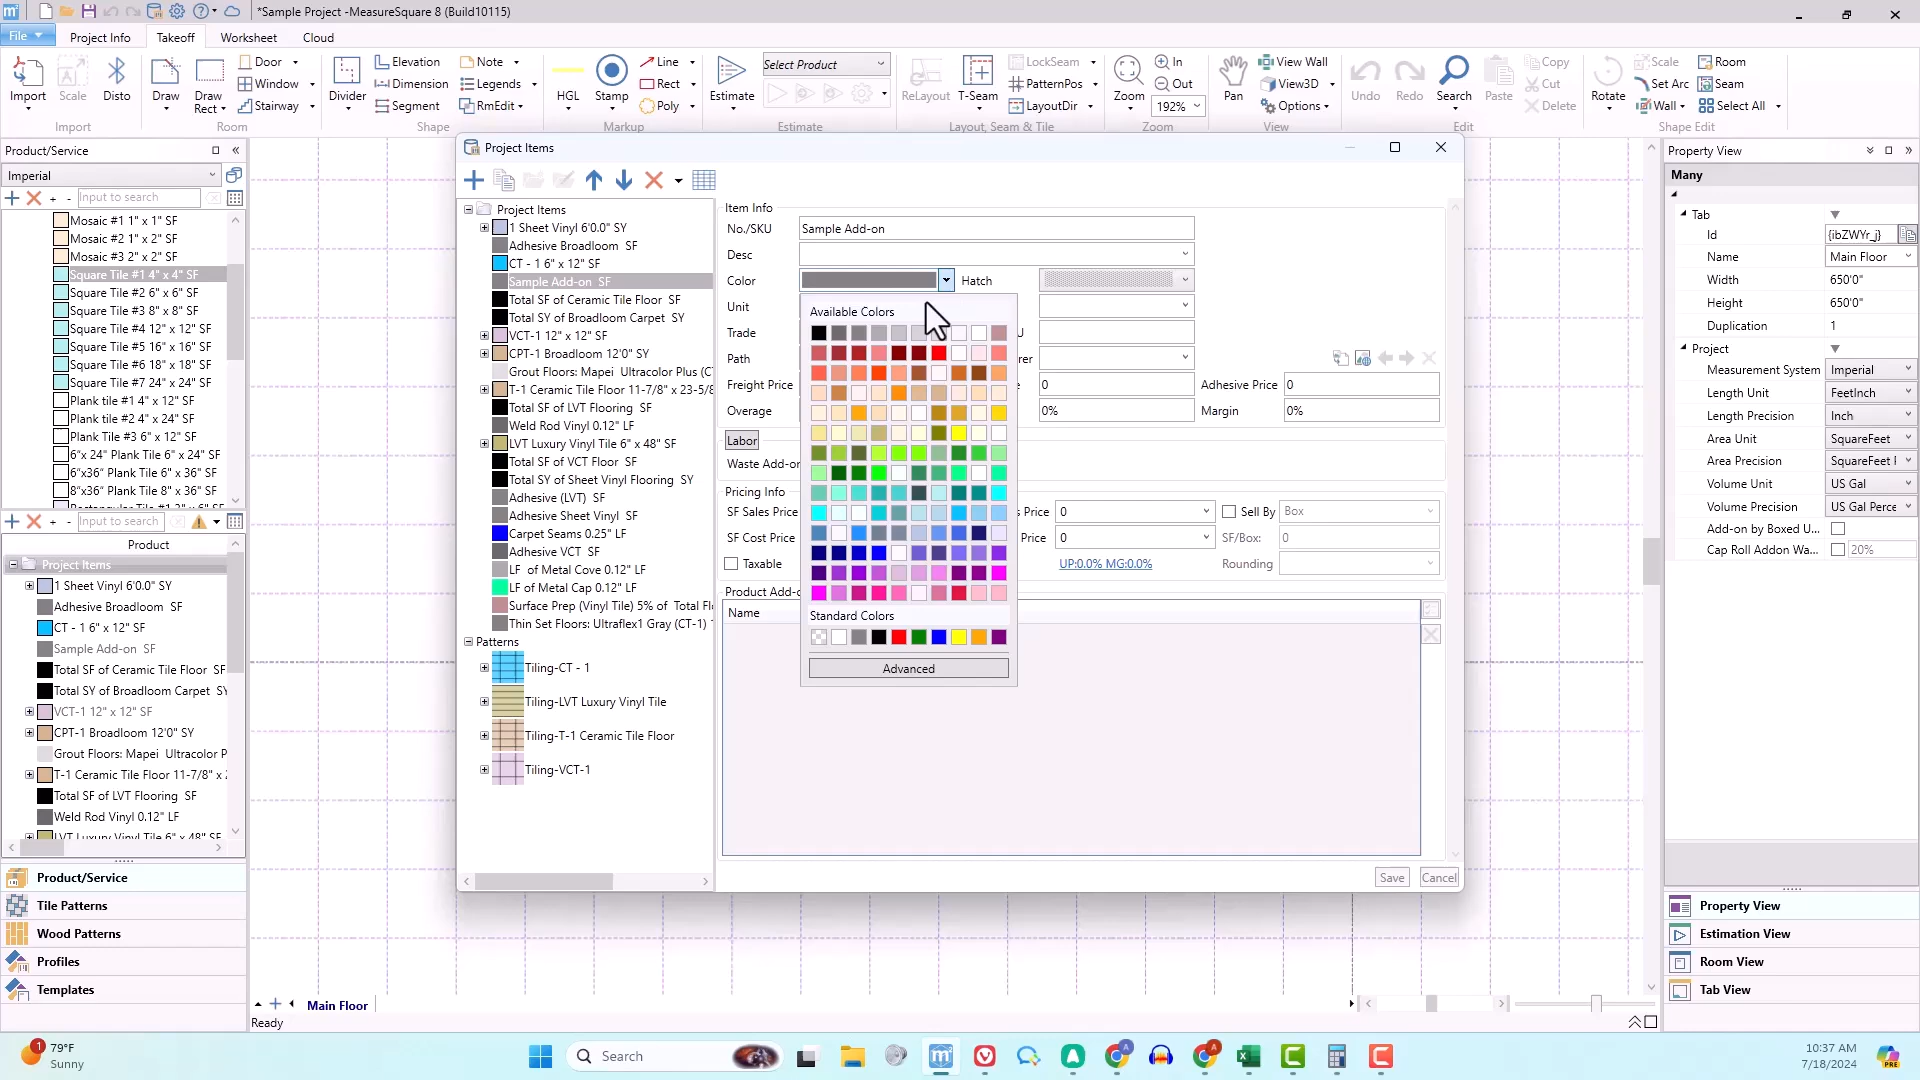 *Sample Project -MeasureSquare 8 (Build10115)
File
Project Info
Takeoff
Worksheet
Cloud
Import
Scale
Disto
Import
Draw
Draw Rect
Door
Window
Stairway
Room
Divider
Elevation
Dimension
Segment
Note
Legends
RmEdit
Shape
HGL
Stamp
Line
Rect
Poly
Markup
Estimate
Select Product
Estimate
ReLayout
T-Seam
LockSeam
PatternPos
LayoutDir
Layout, Seam & Tile
Zoom
In
Out
192%
Zoom
Pan
View Wall
View3D
Options
View
Undo
Redo
Search
Paste
Copy
Cut
Delete
Edit
Rotate
Scale
Set Arc
Wall
Room
Seam
Select All
Shape Edit
Product/Service
Imperial
Input to search
Mosaic #1 1" x 1" SF
Mosaic #2 1" x 2" SF
Mosaic #3 2" x 2" SF
Square Tile #1 4" x 4" SF
Square Tile #2 6" x 6" SF
Square Tile #3 8" x 8" SF
Square Tile #4 12" x 12" SF
Square Tile #5 16" x 16" SF
Square Tile #6 18" x 18" SF
Square Tile #7 24" x 24" SF
Plank tile #1 4" x 12" SF
Plank tile #2 4" x 24" SF
Plank Tile #3 6" x 12" SF
6"x 24" Plank Tile 6" x 24" SF
6"x36" Plank Tile 6" x 36" SF
8"x36" Plank Tile 8" x 36" SF
Input to search
Product
Project Items
1 Sheet Vinyl 6'0.0" SY
Adhesive Broadloom SF
CT - 1 6" x 12" SF
Sample Add-on SF
Total SF of Ceramic Tile Floor SF
Total SY of Broadloom Carpet SY
VCT-1 12" x 12" SF
CPT-1 Broadloom 12'0" SY
Grout Floors: Mapei Ultracolor P
T-1 Ceramic Tile Floor 11-7/8" x 2
Total SF of LVT Flooring SF
Weld Rod Vinyl 0.12" LF
LVT Luxury Vinyl Tile 6" x 48" SF
Product/Service
Tile Patterns
Wood Patterns
Profiles
Templates
Project Items
Project Items
1 Sheet Vinyl 6'0.0" SY
Adhesive Broadloom SF
CT - 1 6" x 12" SF
Sample Add-on SF
Total SF of Ceramic Tile Floor SF
Total SY of Broadloom Carpet SY
VCT-1 12" x 12" SF
CPT-1 Broadloom 12'0" SY
Grout Floors: Mapei Ultracolor Plus (C
T-1 Ceramic Tile Floor 11-7/8" x 23-5/8
Total SF of LVT Flooring SF
Weld Rod Vinyl 0.12" LF
LVT Luxury Vinyl Tile 6" x 48" SF
Total SF of VCT Floor SF
Total SY of Sheet Vinyl Flooring SY
Adhesive (LVT) SF
Adhesive Sheet Vinyl SF
Carpet Seams 0.25" LF
Adhesive VCT SF
LF of Metal Cove 0.12" LF
LF of Metal Cap 0.12" LF
Surface Prep (Vinyl Tile) 5% of Total Fl
Thin Set Floors: Ultraflex1 Gray (CT-1)
Patterns
Tiling-CT - 1
Tiling-LVT Luxury Vinyl Tile
Tiling-T-1 Ceramic Tile Floor
Tiling-VCT-1
Item Info
No./SKU
Sample Add-on
Desc
Color
Hatch
Unit
Trade
Path
Freight Price
0
Adhesive Price
0
Overage
0%
Margin
0%
Labor
Waste Add-on
Pricing Info
SF Sales Price
s Price
0
Sell By
Box
SF Cost Price
Price
0
SF/Box:
0
Taxable
UP:0.0% MG:0.0%
Rounding
Product Add-o
Name
Available Colors
Standard Colors
Advanced
Save
Cancel
Property View
Many
Tab
Id
{ibZWYr_j}
Name
Main Floor
Width
650'0"
Height
650'0"
Duplication
1
Project
Measurement System
Imperial
Length Unit
FeetInch
Length Precision
Inch
Area Unit
SquareFeet
Area Precision
SquareFeet F
Volume Unit
US Gal
Volume Precision
US Gal Perce
Add-on by Boxed U...
Cap Roll Addon Wa...
20%
Property View
Estimation View
Room View
Tab View
Main Floor
Ready
79°F
Sunny
Search
10:37 AM
7/18/2024